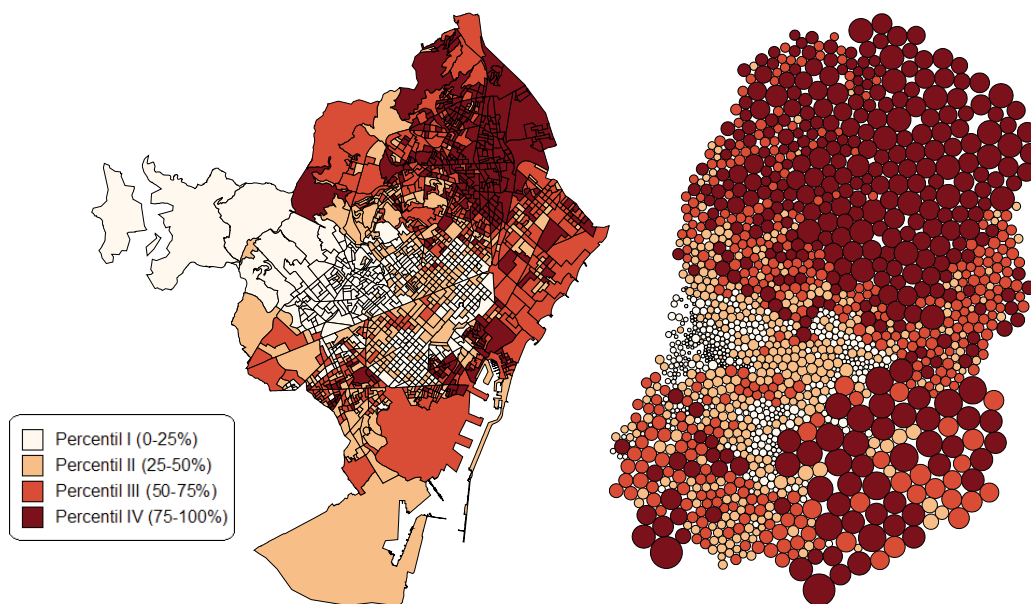 Percentil I (0-25%)
Percentil II (25-50%)
Percentil III (50-75%)
Percentil IV (75-100%)